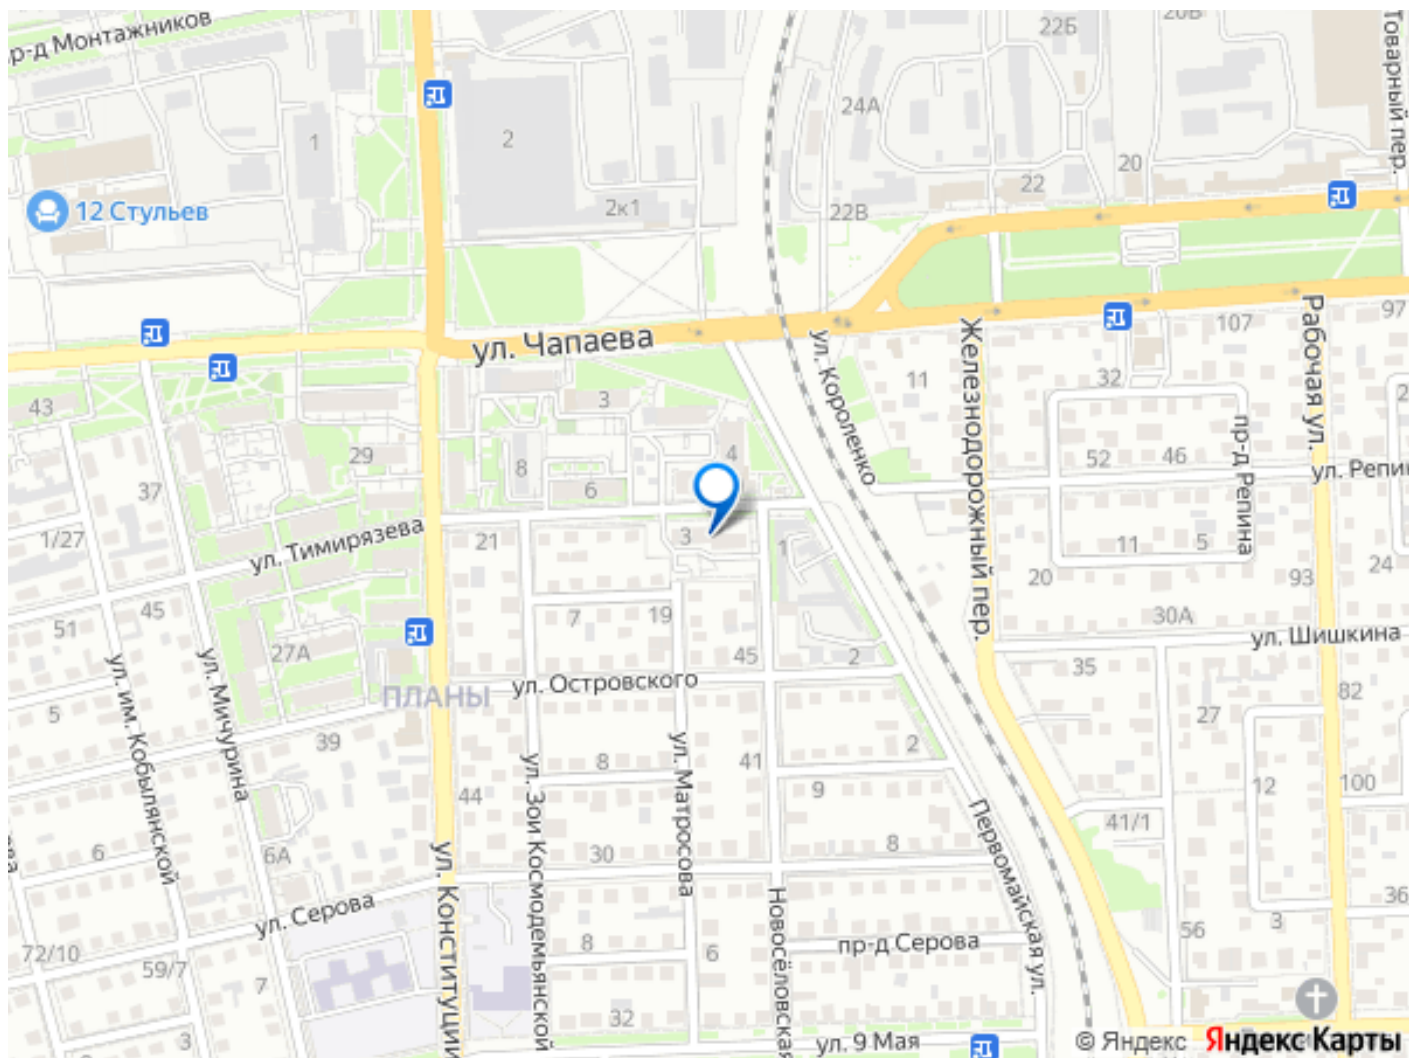 пр-д Монтажников
22Б
20В
Товарный пер.
24А
1
2
20
22
12 Стульев
2к1
22В
ул. Чапаева
107
97
Железнодорожный пер.
Рабочая ул.
ул. Короленко
11
32
43
3
пр-д Репина
29
4
52
46
ул. Репин
8
37
6
1/27
ул. Тимирязева
21
3
1
11
5
24
20
93
45
7
19
30А
51
ул. Шишкина
27А
45
2
35
ул. им. Кобылянской
ул. Мичурина
ПЛАНЫ
ул. Островского
82
5
27
39
ул. Матросова
2
8
41
ул. Зои Космодемьянской
12
100
44
9
Первомайская ул.
41/1
6
6А
30
8
ул. Конституции
36
ул. Серова
Новосёловская
3
56
72/10
8
6
пр-д Серова
59/7
7
32
3
ул. 9 Мая
© Яндекс
Яндекс Карты